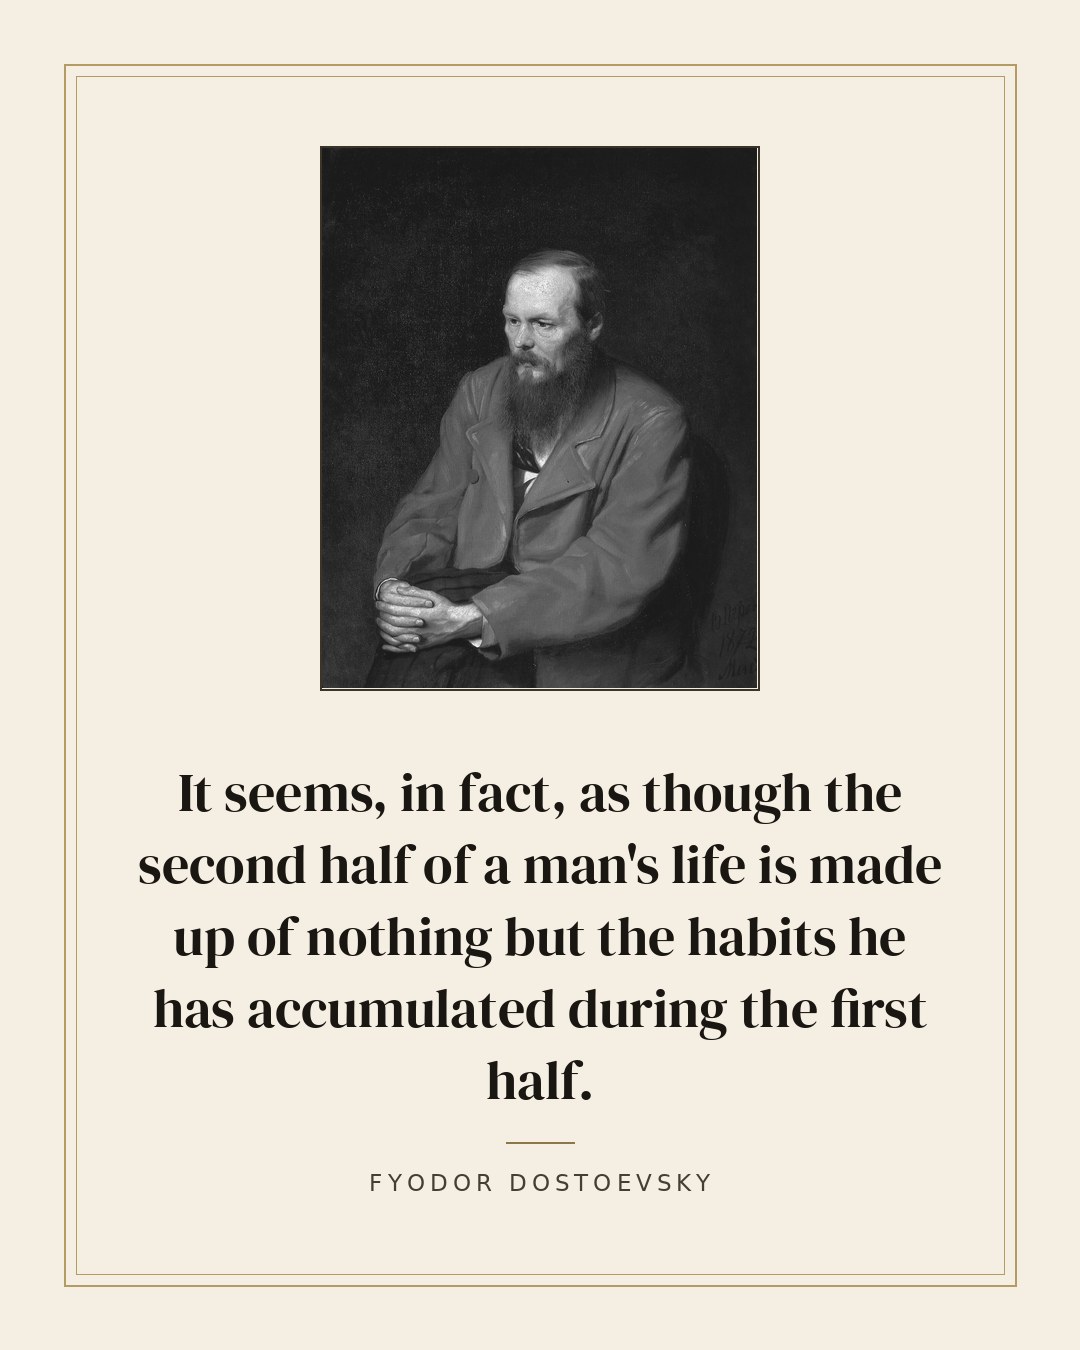 It seems, in fact, as though the
second half of a man's life is made
up of nothing but the habits he
has accumulated during the first
half.
FYODOR DOSTOEVSKY